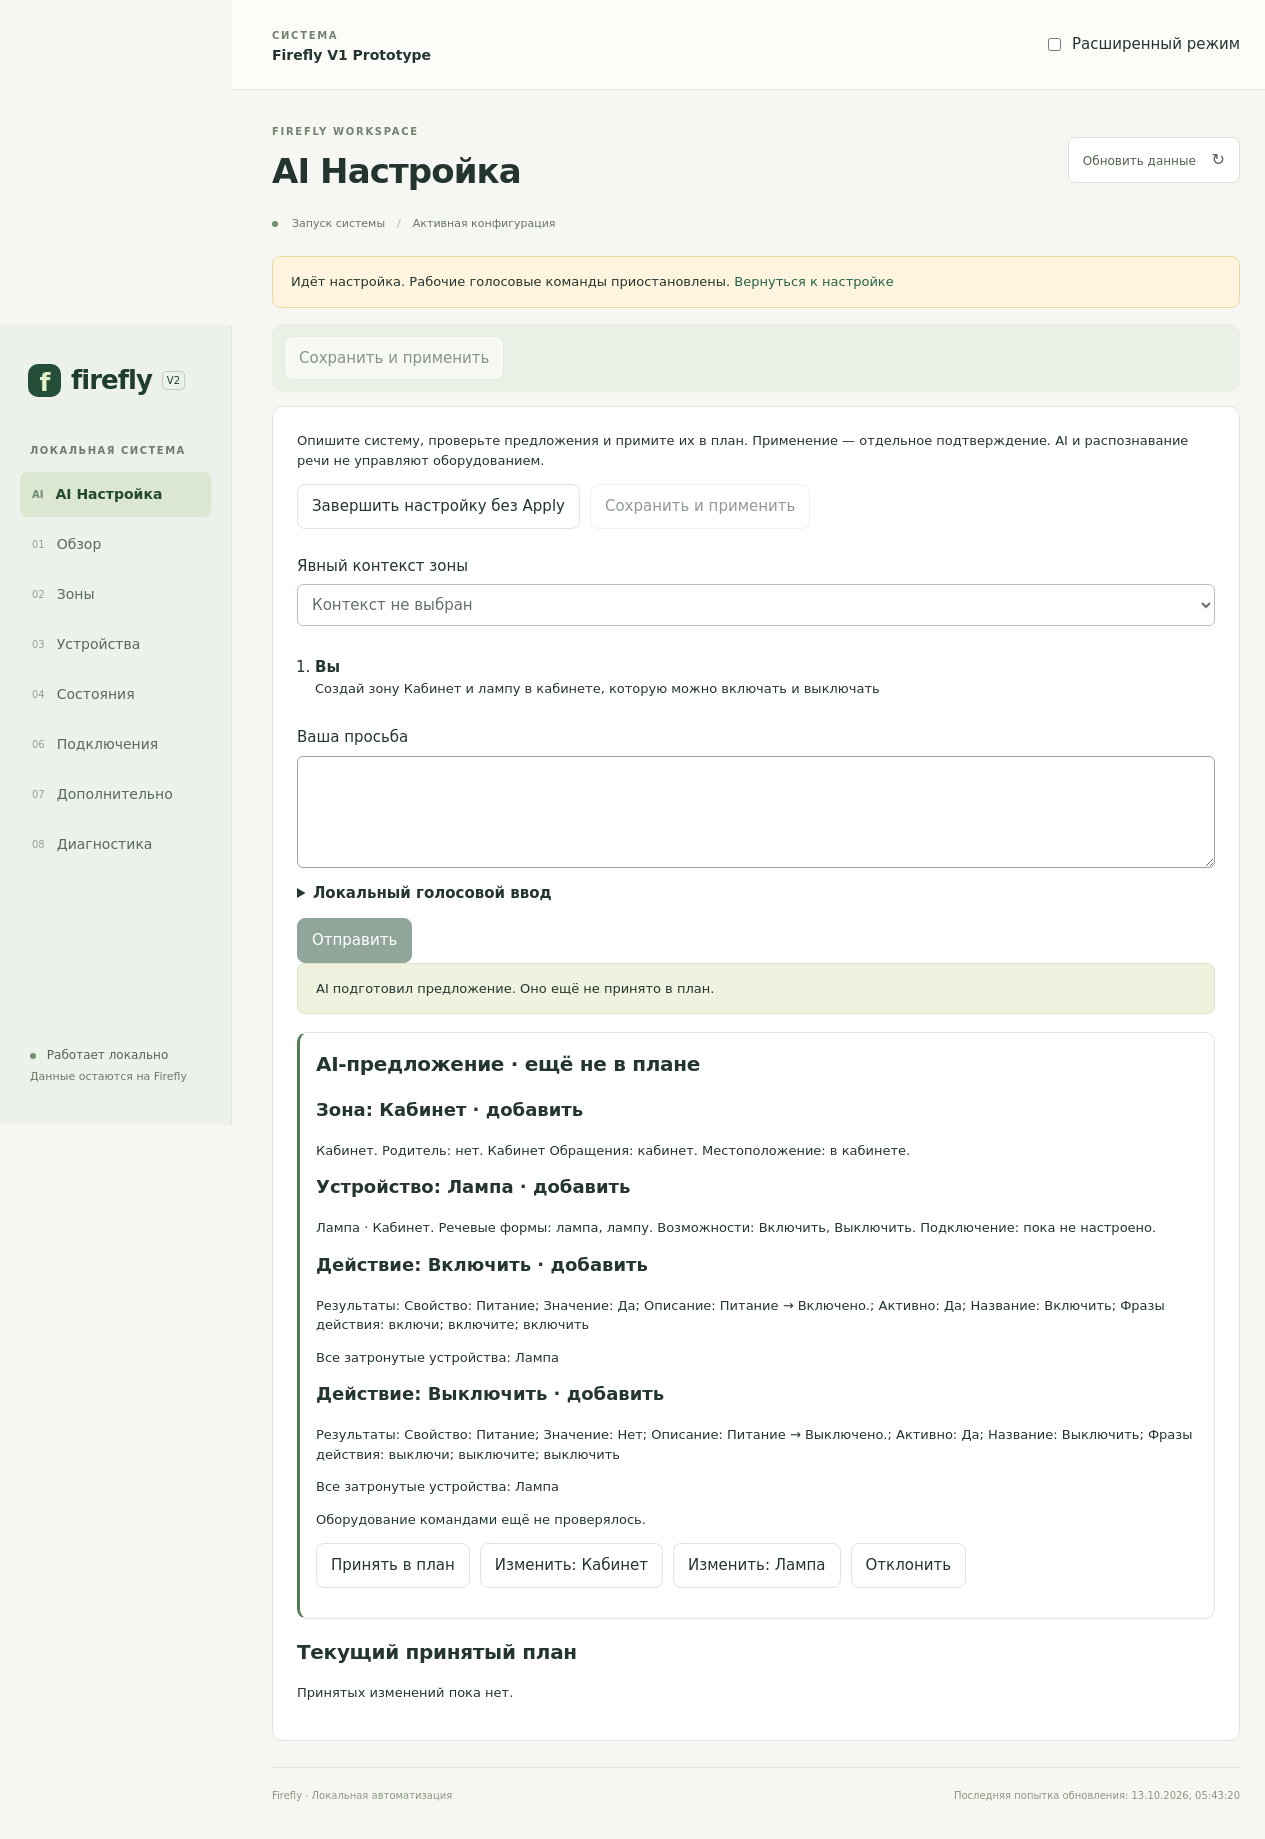 СИСТЕМА
Firefly V1 Prototype
Расширенный режим
FIREFLY WORKSPACE
AI Настройка
Обновить данные ↻
Запуск системы / Активная конфигурация
Идёт настройка. Рабочие голосовые команды приостановлены. Вернуться к настройке
Сохранить и применить
f firefly V2
ЛОКАЛЬНАЯ СИСТЕМА
AI AI Настройка
01 Обзор
02 Зоны
03 Устройства
04 Состояния
06 Подключения
07 Дополнительно
08 Диагностика
Работает локально
Данные остаются на Firefly
Опишите систему, проверьте предложения и примите их в план. Применение — отдельное подтверждение. AI и распознавание
речи не управляют оборудованием.
Завершить настройку без Apply
Сохранить и применить
Явный контекст зоны
Контекст не выбран
1. Вы
Создай зону Кабинет и лампу в кабинете, которую можно включать и выключать
Ваша просьба
Локальный голосовой ввод
Отправить
AI подготовил предложение. Оно ещё не принято в план.
AI-предложение · ещё не в плане
Зона: Кабинет · добавить
Кабинет. Родитель: нет. Кабинет Обращения: кабинет. Местоположение: в кабинете.
Устройство: Лампа · добавить
Лампа · Кабинет. Речевые формы: лампа, лампу. Возможности: Включить, Выключить. Подключение: пока не настроено.
Действие: Включить · добавить
Результаты: Свойство: Питание; Значение: Да; Описание: Питание → Включено.; Активно: Да; Название: Включить; Фразы
действия: включи; включите; включить
Все затронутые устройства: Лампа
Действие: Выключить · добавить
Результаты: Свойство: Питание; Значение: Нет; Описание: Питание → Выключено.; Активно: Да; Название: Выключить; Фразы
действия: выключи; выключите; выключить
Все затронутые устройства: Лампа
Оборудование командами ещё не проверялось.
Принять в план
Изменить: Кабинет
Изменить: Лампа
Отклонить
Текущий принятый план
Принятых изменений пока нет.
Firefly · Локальная автоматизация
Последняя попытка обновления: 13.10.2026, 05:43:20